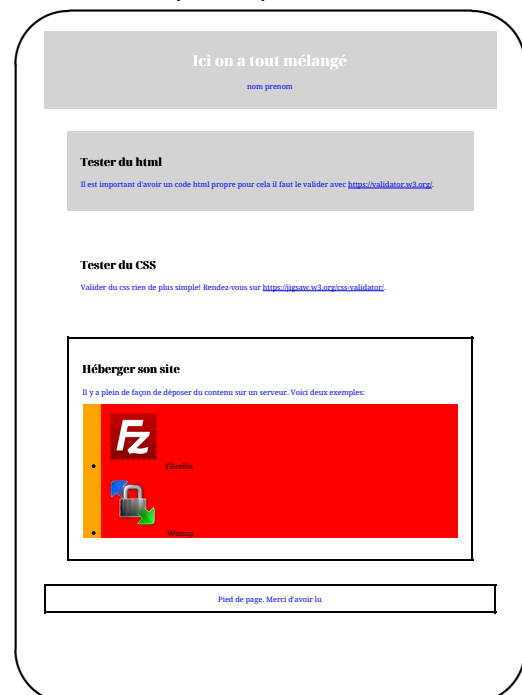 Ici on a tout mélangé
nom prenom
Tester du html
Il est important d'avoir un code html propre pour cela il faut le valider avec https://validator.w3.org/.
Tester du CSS
Valider du css rien de plus simple! Rendez-vous sur https://jigsaw.w3.org/css-validator/.
Héberger son site
Il y a plein de façon de déposer du contenu sur un serveur. Voici deux exemples:
Fz
Filezilla
Winscp
Pied de page. Merci d'avoir lu